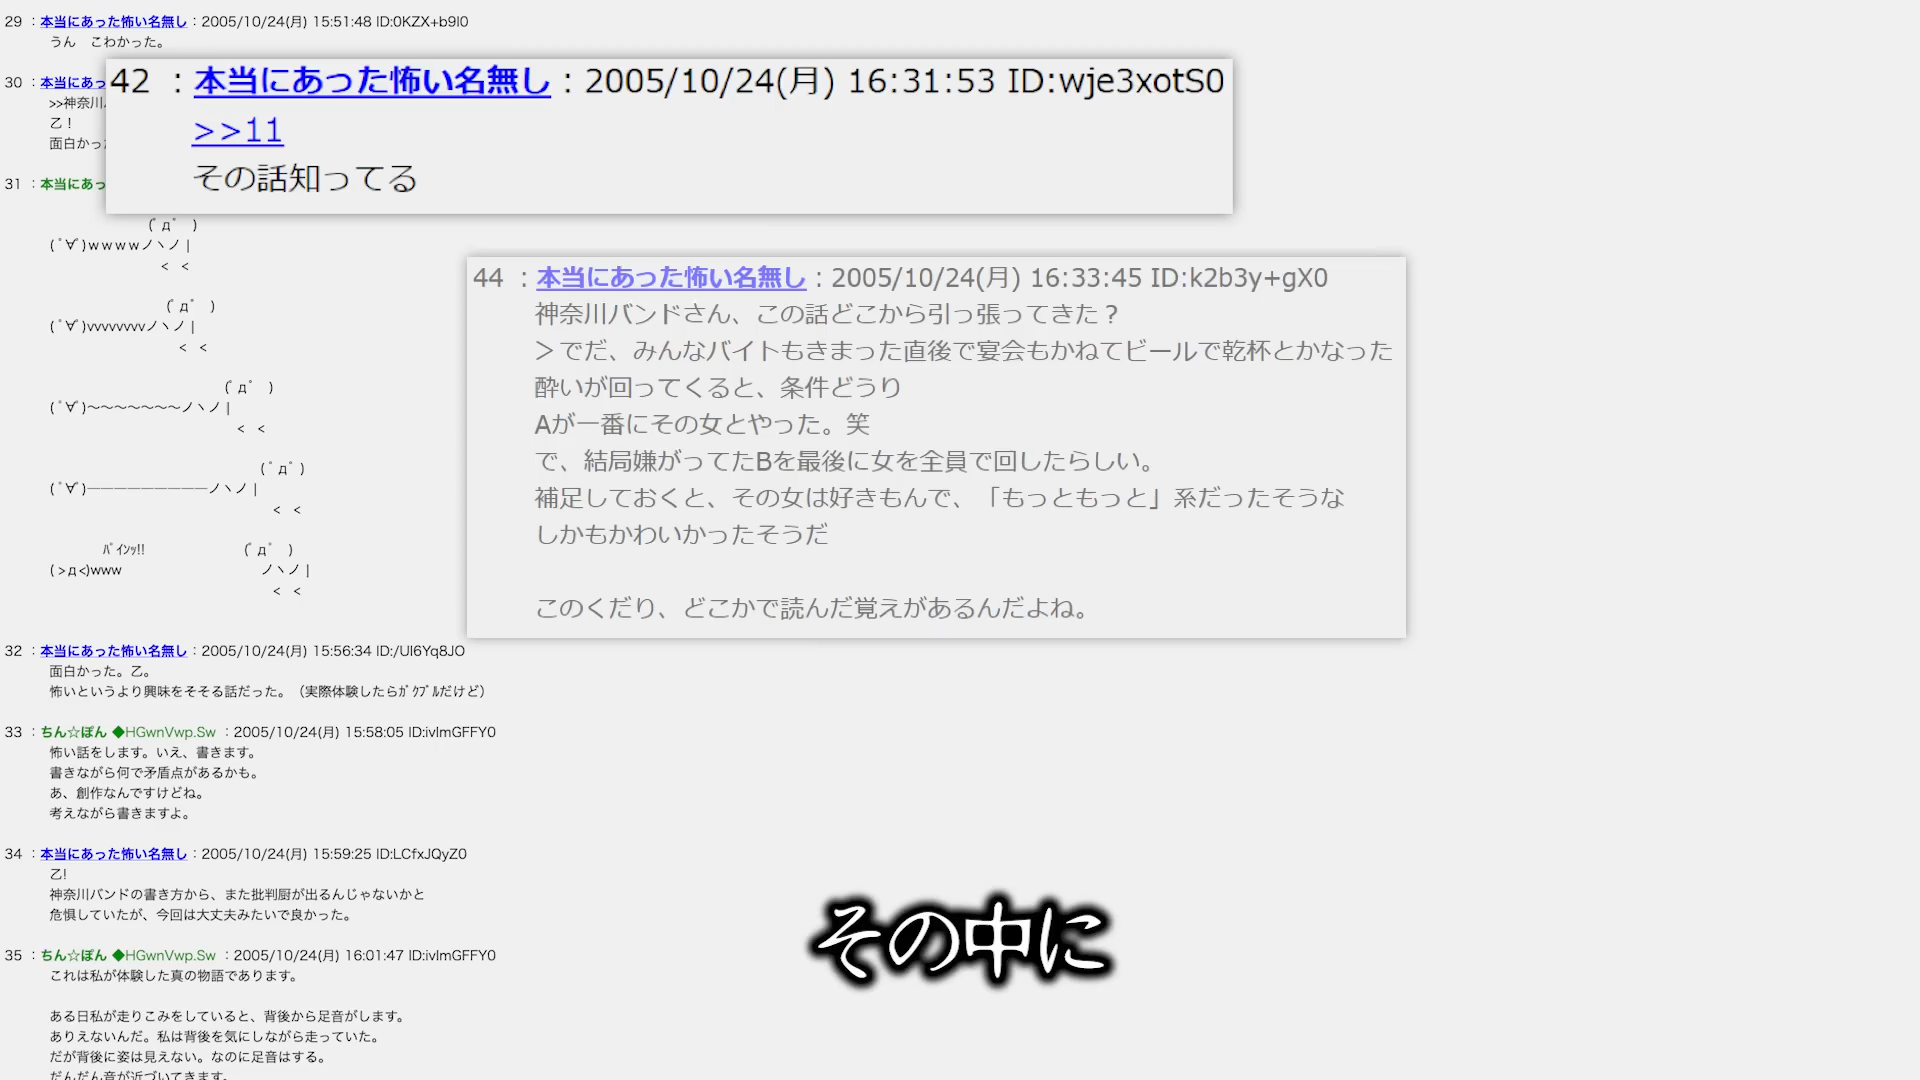 29 ：本当にあった怖い名無し：2005/10/24(月) 15:51:48 ID:0KZX+b9I0
うん　こわかった。
30 ：本当にあっ
>>神奈川
乙！
面白かっ
31 ：本当にあっ
42 ：本当にあった怖い名無し：2005/10/24(月) 16:31:53 ID:wje3xotS0
>>11
その話知ってる
(ﾟдﾟ )
(ﾟ∀ﾟ)ｗｗｗｗノヽノ |
< <
(ﾟдﾟ )
(ﾟ∀ﾟ)vvvvvvvvノヽノ |
< <
(ﾟдﾟ )
(ﾟ∀ﾟ)～～～～～～～ノヽノ |
< <
(ﾟдﾟ )
(ﾟ∀ﾟ)――――――――――ノヽノ |
< <
ﾊﾟｲﾝｯ!! (ﾟдﾟ )
( >д<)www ノヽノ |
< <
44 ：本当にあった怖い名無し：2005/10/24(月) 16:33:45 ID:k2b3y+gX0
神奈川バンドさん、この話どこから引っ張ってきた？
＞でだ、みんなバイトもきまった直後で宴会もかねてビールで乾杯とかなった
酔いが回ってくると、条件どうり
Aが一番にその女とやった。笑
で、結局嫌がってたBを最後に女を全員で回したらしい。
補足しておくと、その女は好きもんで、「もっともっと」系だったそうな
しかもかわいかったそうだ
このくだり、どこかで読んだ覚えがあるんだよね。
32 ：本当にあった怖い名無し：2005/10/24(月) 15:56:34 ID:/UI6Yq8JO
面白かった。乙。
怖いというより興味をそそる話だった。（実際体験したらｶﾞｸﾌﾞﾙだけど）
33 ：ちん☆ぽん ◆HGwnVwp.Sw ：2005/10/24(月) 15:58:05 ID:ivImGFFY0
怖い話をします。いえ、書きます。
書きながら何で矛盾点があるかも。
あ、創作なんですけどね。
考えながら書きますよ。
34 ：本当にあった怖い名無し：2005/10/24(月) 15:59:25 ID:LCfxJQyZ0
乙!
神奈川バンドの書き方から、また批判厨が出るんじゃないかと
危惧していたが、今回は大丈夫みたいで良かった。
35 ：ちん☆ぽん ◆HGwnVwp.Sw ：2005/10/24(月) 16:01:47 ID:ivImGFFY0
これは私が体験した真の物語であります。
ある日私が走りこみをしていると、背後から足音がします。
ありえないんだ。私は背後を気にしながら走っていた。
だが背後に姿は見えない。なのに足音はする。
だんだん音が近づいてきます。
その中に